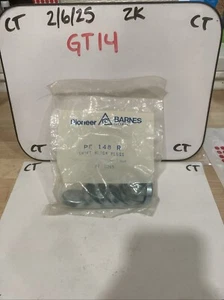 CT 2/6/25 ZK CT
GT14
Pioneer BARNES
PC 148 R
CT CT